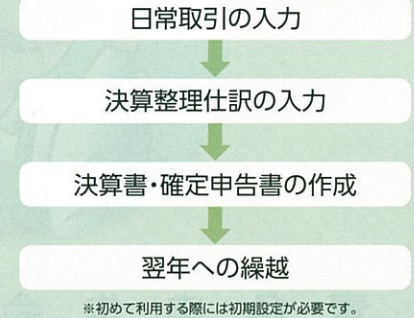 日常取引の入力
決算整理仕訳の入力
決算書・確定申告書の作成
翌年への繰越
※初めて利用する際には初期設定が必要です。